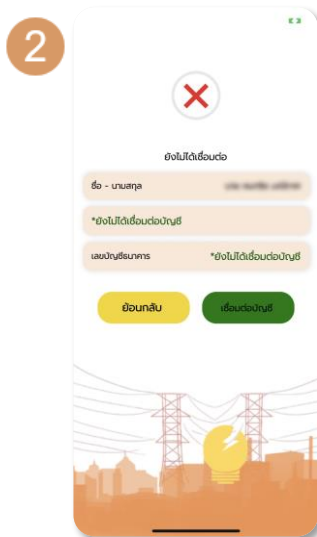 2
ยังไม่ได้เชื่อมต่อ
ชื่อ - นามสกุล
*ยังไม่ได้เชื่อมต่อบัญชี
เลขบัญชีธนาคาร *ยังไม่ได้เชื่อมต่อบัญชี
ย้อนกลับ เชื่อมต่อบัญชี